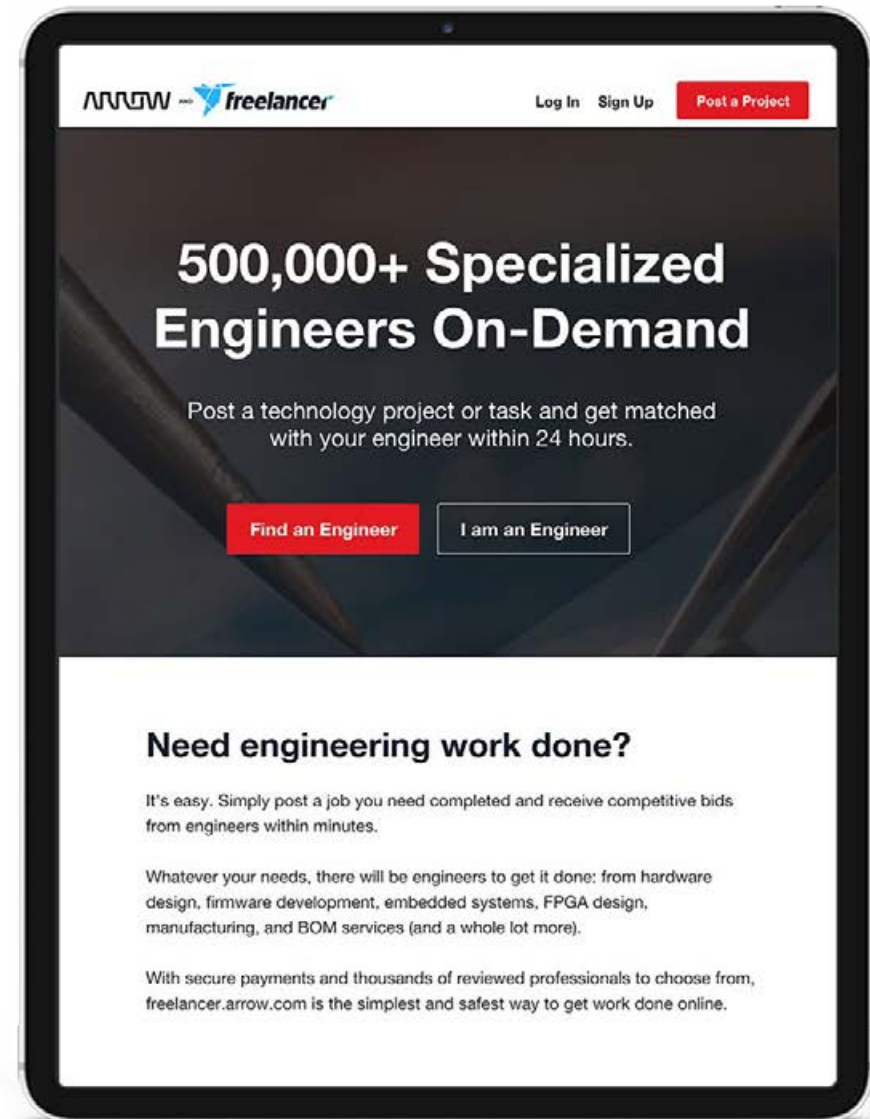 ARROW AND freelancer
Log In Sign Up Post a Project
500,000+ Specialized
Engineers On-Demand
Post a technology project or task and get matched
with your engineer within 24 hours.
Find an Engineer I am an Engineer
Need engineering work done?
It's easy. Simply post a job you need completed and receive competitive bids
from engineers within minutes.
Whatever your needs, there will be engineers to get it done: from hardware
design, firmware development, embedded systems, FPGA design,
manufacturing, and BOM services (and a whole lot more).
With secure payments and thousands of reviewed professionals to choose from,
freelancer.arrow.com is the simplest and safest way to get work done online.